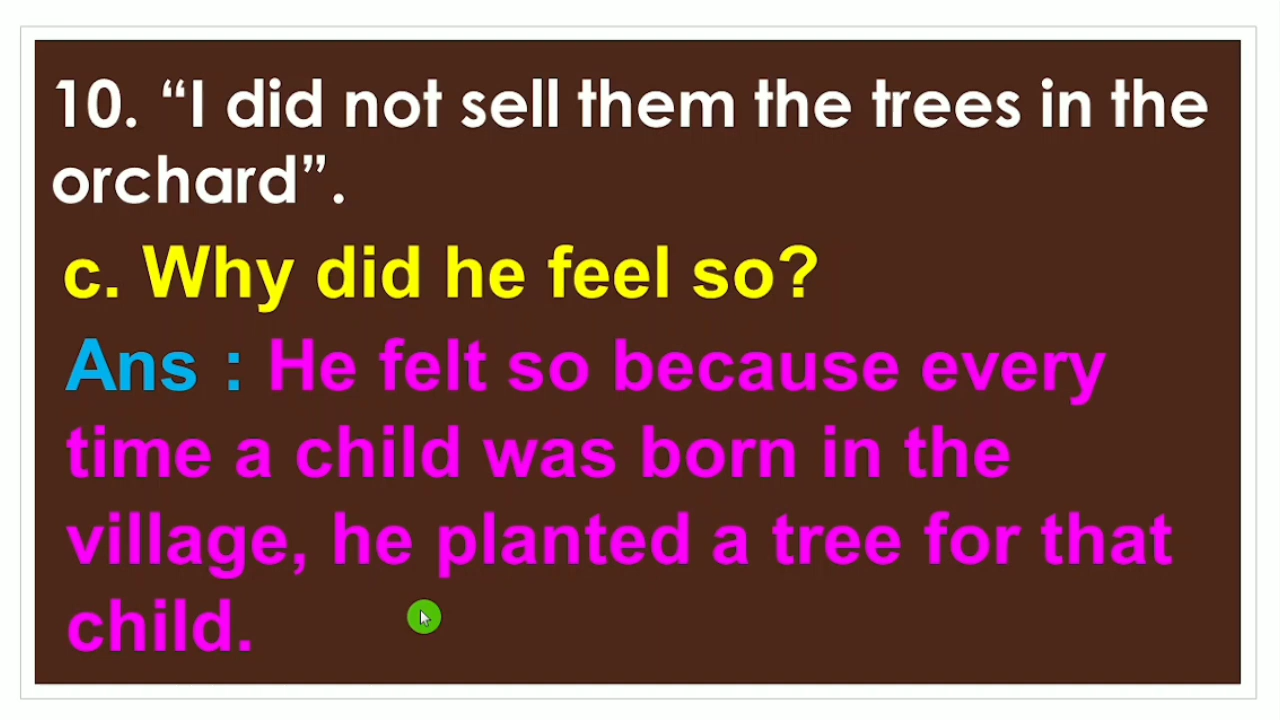 10. “I did not sell them the trees in the
orchard”.
c. Why did he feel so?
Ans : He felt so because every
time a child was born in the
village, he planted a tree for that
child.